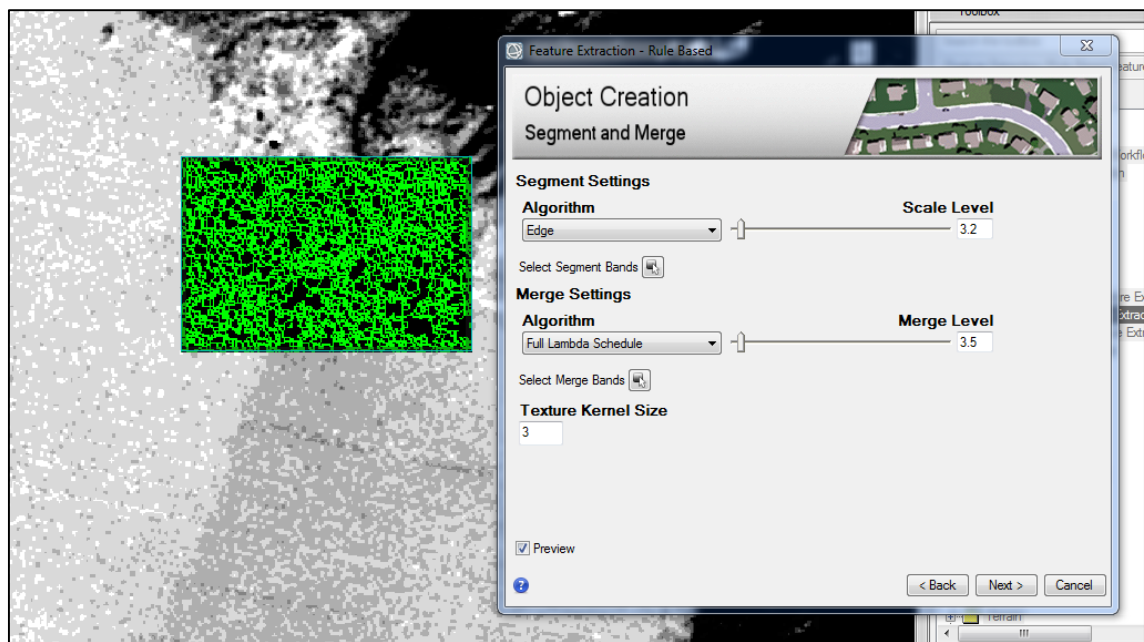 Toolbox
Feature Extraction - Rule Based
Object Creation
Segment and Merge
Segment Settings
Algorithm
Scale Level
Edge
3.2
Select Segment Bands
Merge Settings
Algorithm
Merge Level
Full Lambda Schedule
3.5
Select Merge Bands
Texture Kernel Size
3
Preview
?
< Back
Next >
Cancel
Terrain